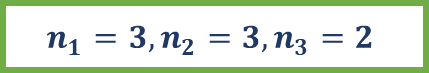 n₁ = 3, n₂ = 3, n₃ = 2